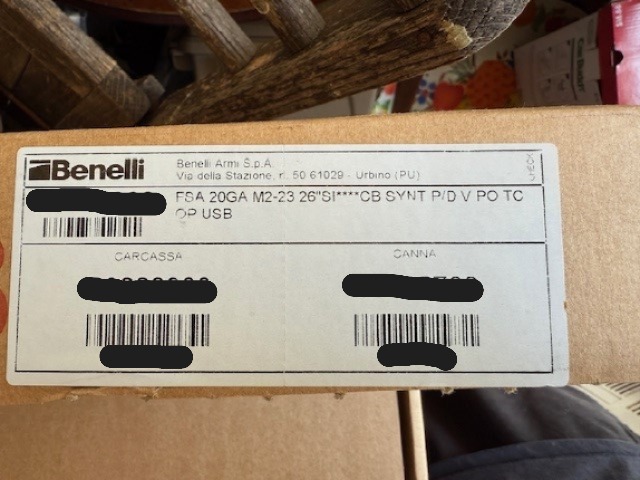 Benelli
Benelli Armi S.p.A.
Via della Stazione, n. 50 61029 - Urbino (PU)
FSA 20GA M2-23 26"SI****CB SYNT P/D V PO TC
OP USB
CARCASSA
CANNA